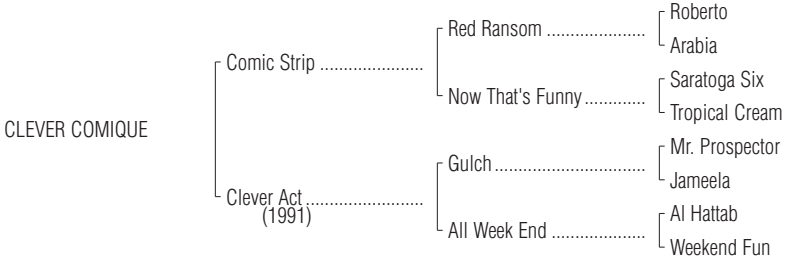 Roberto
Red Ransom .....................
Arabia
Comic Strip ......................
Saratoga Six
Now That's Funny.............
Tropical Cream
CLEVER COMIQUE
Mr. Prospector
Gulch................................
Jameela
Clever Act.........................
(1991)
Al Hattab
All Week End ....................
Weekend Fun